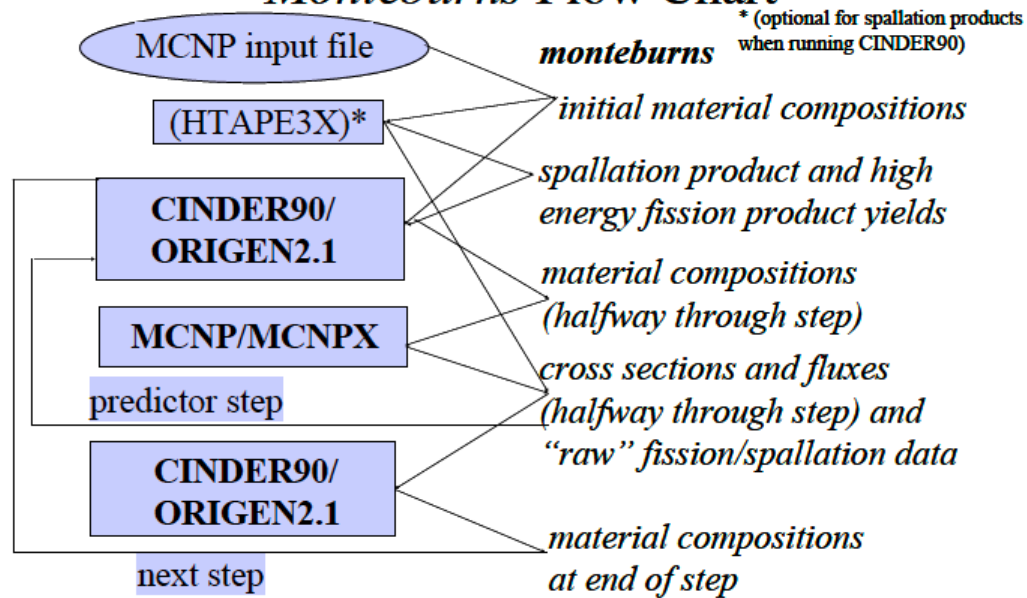 Monteburns Flow Chart
* (optional for spallation products
when running CINDER90)
MCNP input file
monteburns
initial material compositions
(HTAPE3X)*
spallation product and high
energy fission product yields
CINDER90/
ORIGEN2.1
material compositions
(halfway through step)
MCNP/MCNPX
cross sections and fluxes
(halfway through step) and
“raw” fission/spallation data
predictor step
CINDER90/
ORIGEN2.1
material compositions
at end of step
next step